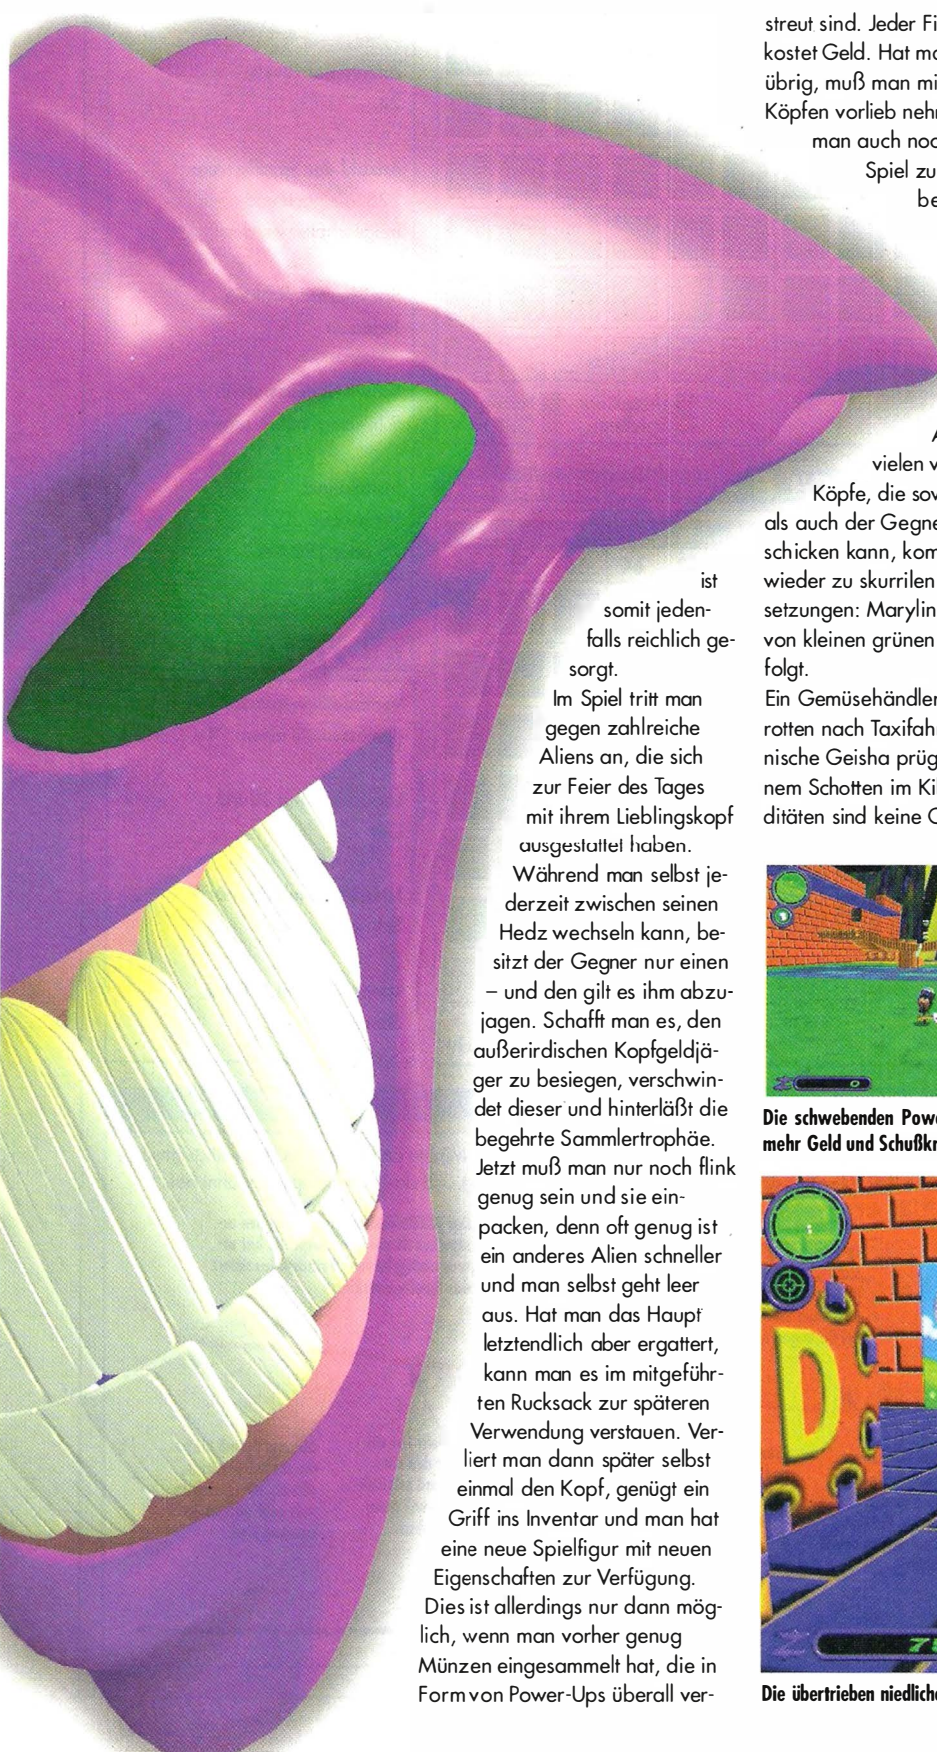 ist
somit jeden-
falls reichlich ge-
sorgt.
Im Spiel tritt man
gegen zahlreiche
Aliens an, die sich
zur Feier des Tages
mit ihrem Lieblingskopf
ausgestattet haben.
Während man selbst je-
derzeit zwischen seinen
Hedz wechseln kann, be-
sitzt der Gegner nur einen
– und den gilt es ihm abzu-
jagen. Schafft man es, den
außerirdischen Kopfgeldjä-
ger zu besiegen, verschwin-
det dieser und hinterläßt die
begehrte Sammlertrophäe.
Jetzt muß man nur noch flink
genug sein und sie ein-
packen, denn oft genug ist
ein anderes Alien schneller
und man selbst geht leer
aus. Hat man das Haupt
letztendlich aber ergattert,
kann man es im mitgeführ-
ten Rucksack zur späteren
Verwendung verstauen. Ver-
liert man dann später selbst
einmal den Kopf, genügt ein
Griff ins Inventar und man hat
eine neue Spielfigur mit neuen
Eigenschaften zur Verfügung.
Dies ist allerdings nur dann mög-
lich, wenn man vorher genug
Münzen eingesammelt hat, die in
Form von Power-Ups überall ver-
streut sind. Jeder Fi
kostet Geld. Hat ma
übrig, muß man mi
Köpfen vorlieb nehr
man auch noc
Spiel zu
be
A
vielen v
Köpfe, die sov
als auch der Gegne
schicken kann, kom
wieder zu skurrilen
setzungen: Marylin
von kleinen grünen
folgt.
Ein Gemüsehändler
rotten nach Taxifah
nische Geisha prüg
nem Schotten im Ki
ditäten sind keine G
0
Die schwebenden Powe
mehr Geld und Schußkr
D
75
Die übertrieben niedliche